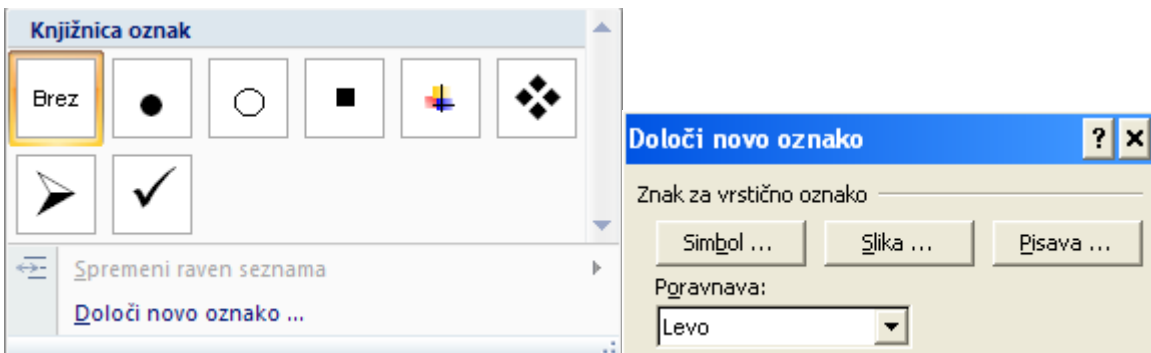 Knjižnica oznak
Brez
Spremeni raven seznama
Določi novo oznako ...
Določi novo oznako
? ×
Znak za vrstično oznako
Simbol ... Slika ... Pisava ...
Poravnava:
Levo